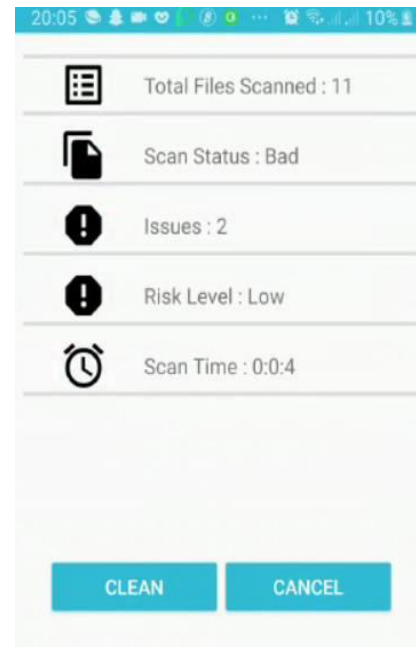 20:05 10%
Total Files Scanned : 11
Scan Status : Bad
Issues : 2
Risk Level : Low
Scan Time : 0:0:4
CLEAN CANCEL